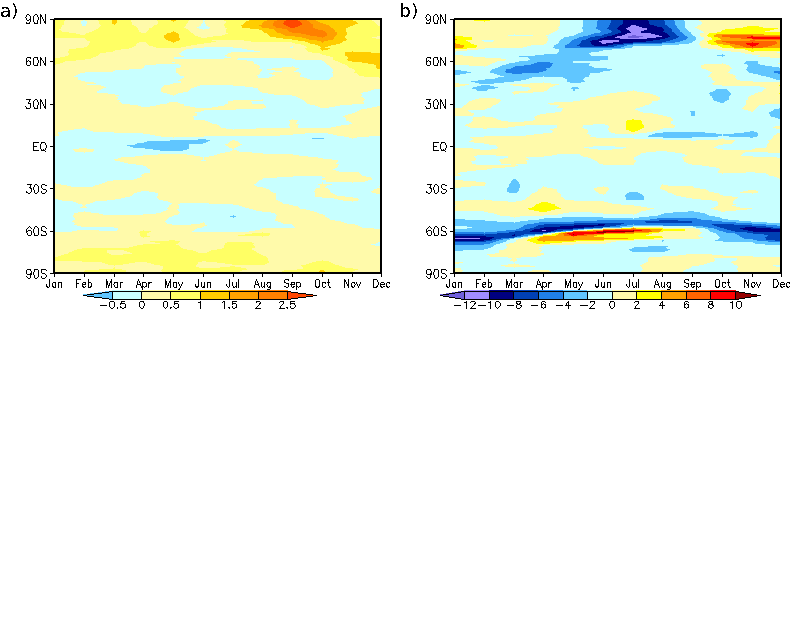 a)
90N
60N
30N
EQ
30S
60S
90S
Jan Feb Mar Apr May Jun Jul Aug Sep Oct Nov Dec
−0.5 0 0.5 1 1.5 2 2.5
b)
90N
60N
30N
EQ
30S
60S
90S
Jan Feb Mar Apr May Jun Jul Aug Sep Oct Nov Dec
−12 −10 −8 −6 −4 −2 0 2 4 6 8 10